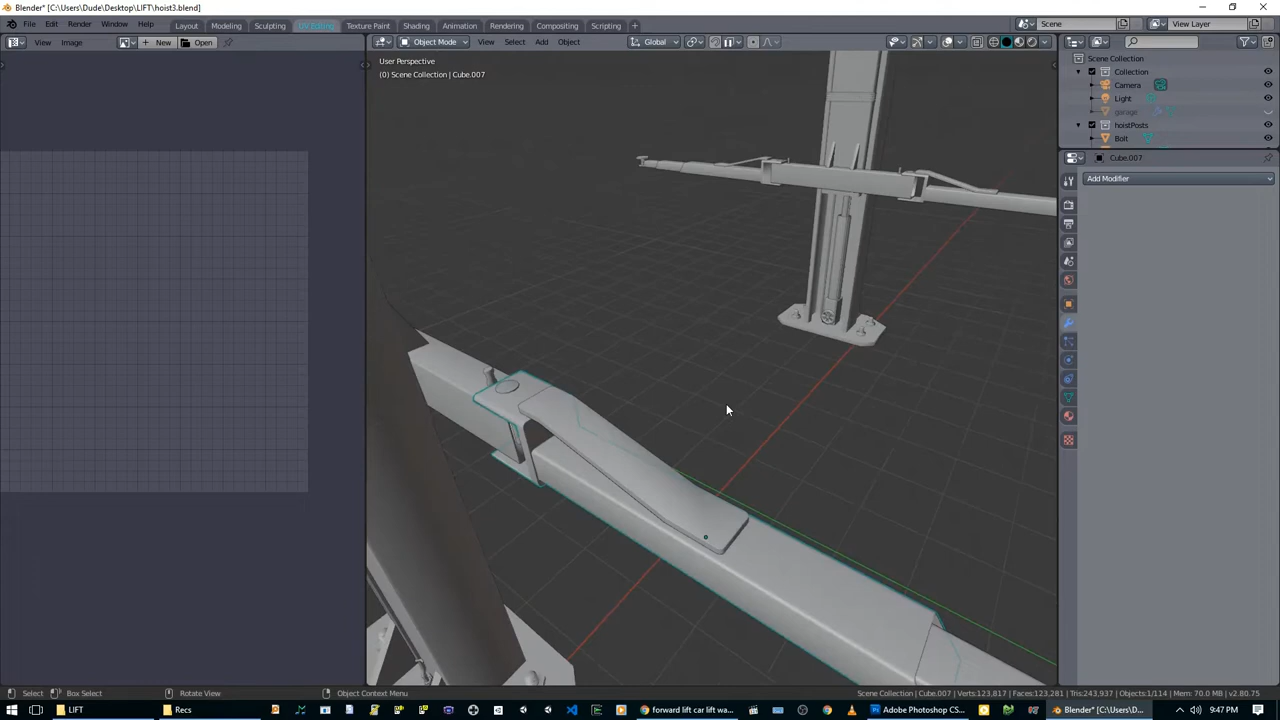 Blender* [C:\Users\Dude\Desktop\LIFT\hoist3.blend]
File Edit Render Window Help Layout Modeling Sculpting UV Editing Texture Paint Shading Animation Rendering Compositing Scripting + Scene View Layer
View Image New Open Object Mode View Select Add Object Global
User Perspective
(0) Scene Collection | Cube.007
Scene Collection
Collection
Camera
Light
garage
hoistPosts
Bolt
Cube.007
Add Modifier
Select Box Select Rotate View Object Context Menu Scene Collection | Cube.007 | Verts:123,817 | Faces:123,281 | Tris:243,937 | Objects:1/114 | Mem: 70.0 MB | v2.80.75
LIFT Recs forward lift car lift wa... Adobe Photoshop CS... Blender* [C:\Users\D... 9:47 PM